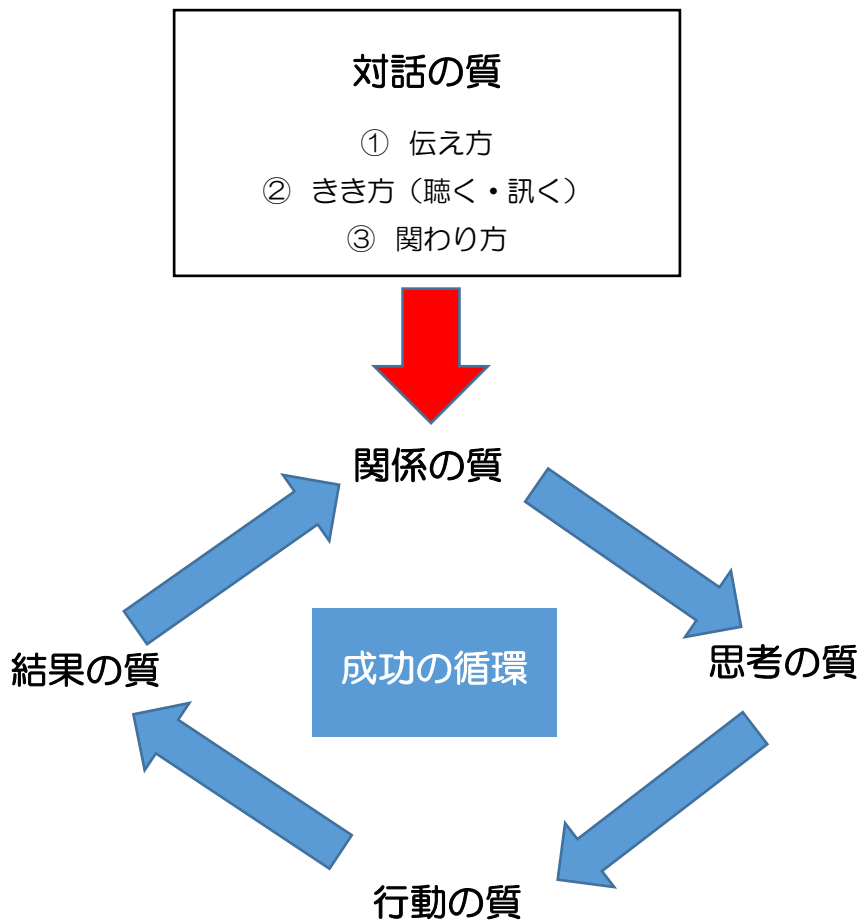 対話の質
① 伝え方
② きき方（聴く・訊く）
③ 関わり方
関係の質
結果の質
成功の循環
思考の質
行動の質